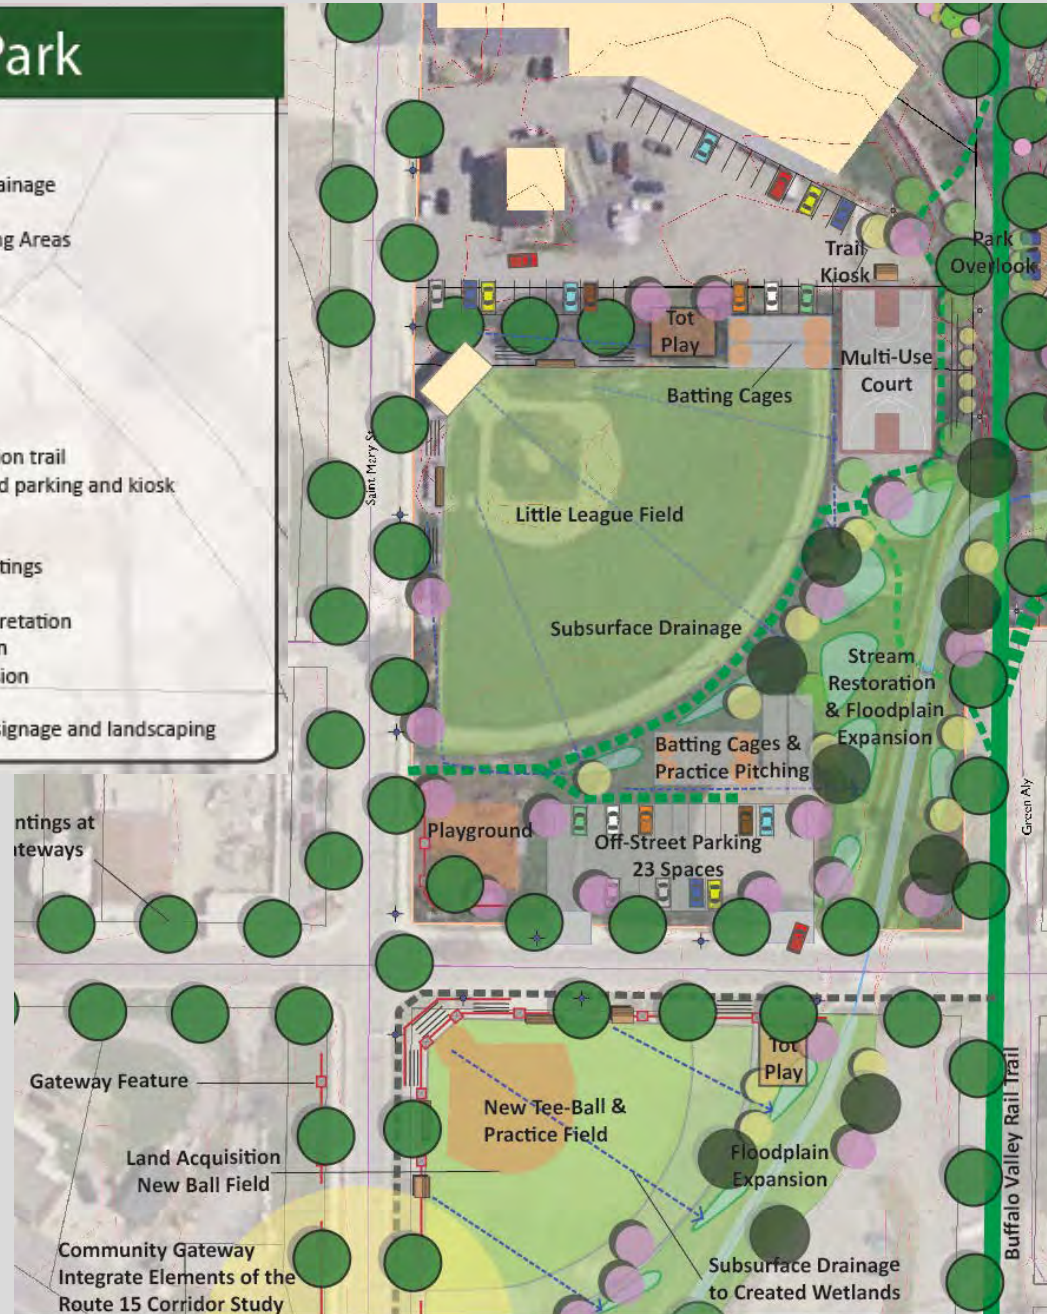 Park
ainage
ng Areas
ion trail
d parking and kiosk
tings
retation
n
ion
signage and landscaping
Trail
Kiosk
Park
Overlook
Tot
Play
Multi-Use
Court
Batting Cages
Saint Mary St
Little League Field
Subsurface Drainage
Stream
Restoration
& Floodplain
Expansion
Batting Cages &
Practice Pitching
Green Aly
ntings at
ateways
Playground
Off-Street Parking
23 Spaces
Gateway Feature
New Tee-Ball &
Practice Field
Tot
Play
Land Acquisition
New Ball Field
Floodplain
Expansion
Buffalo Valley Rail Trail
Community Gateway
Integrate Elements of the
Route 15 Corridor Study
Subsurface Drainage
to Created Wetlands